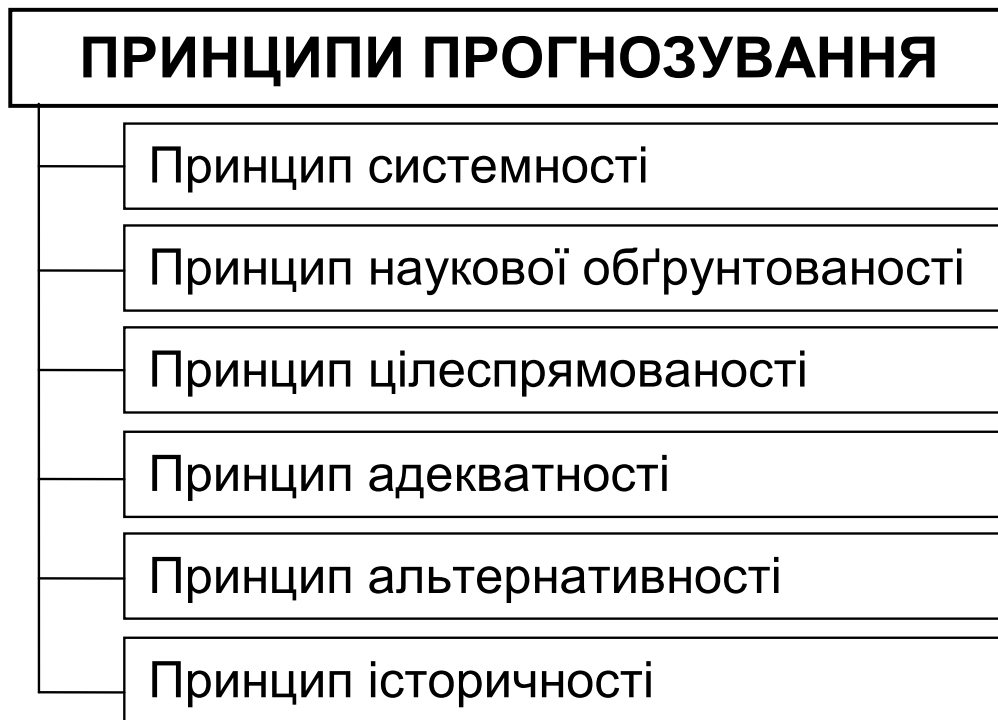 ПРИНЦИПИ ПРОГНОЗУВАННЯ
Принцип системності
Принцип наукової обґрунтованості
Принцип цілеспрямованості
Принцип адекватності
Принцип альтернативності
Принцип історичності